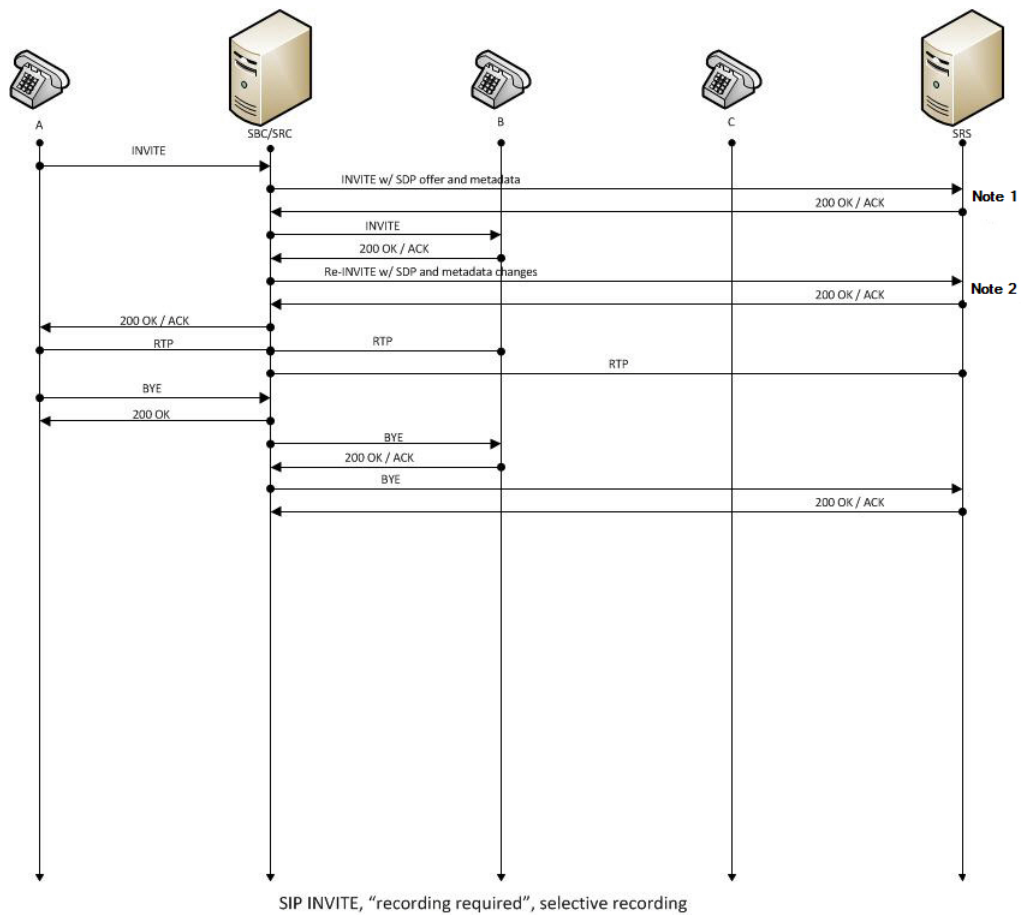 A
SBC/SRC
B
C
SRS
INVITE
INVITE w/ SDP offer and metadata
Note 1
200 OK / ACK
INVITE
200 OK / ACK
Re-INVITE w/ SDP and metadata changes
Note 2
200 OK / ACK
200 OK / ACK
RTP
RTP
RTP
BYE
200 OK
BYE
200 OK / ACK
BYE
200 OK / ACK
SIP INVITE, “recording required”, selective recording